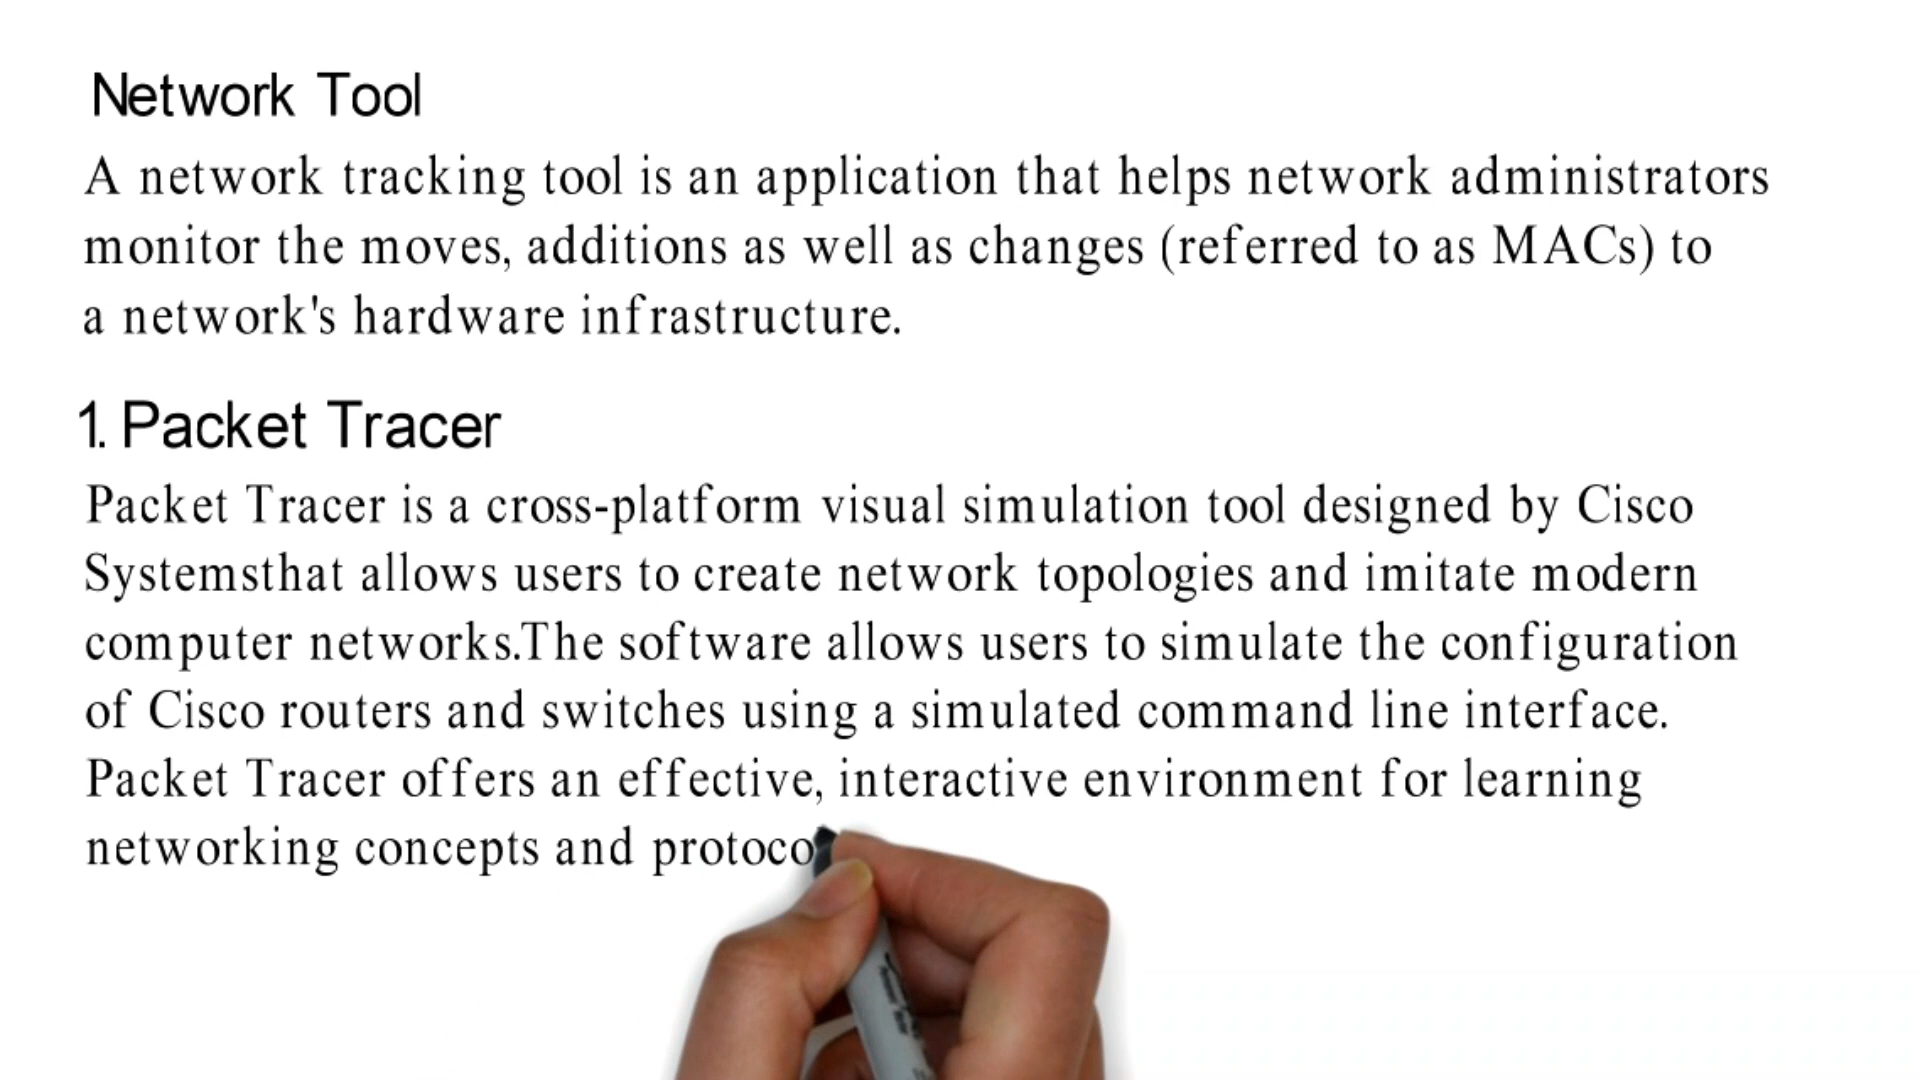 Network Tool
A network tracking tool is an application that helps network administrators
monitor the moves, additions as well as changes (referred to as MACs) to
a network's hardware infrastructure.
1. Packet Tracer
Packet Tracer is a cross-platform visual simulation tool designed by Cisco
Systemsthat allows users to create network topologies and imitate modern
computer networks.The software allows users to simulate the configuration
of Cisco routers and switches using a simulated command line interface.
Packet Tracer offers an effective, interactive environment for learning
networking concepts and protoco